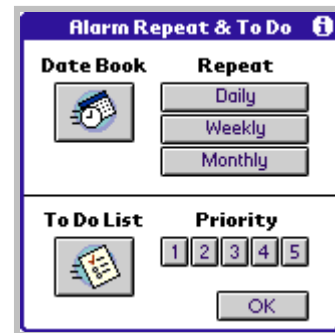 Alarm Repeat & To Do i
Date Book Repeat
Daily
Weekly
Monthly
To Do List Priority
1 2 3 4 5
OK